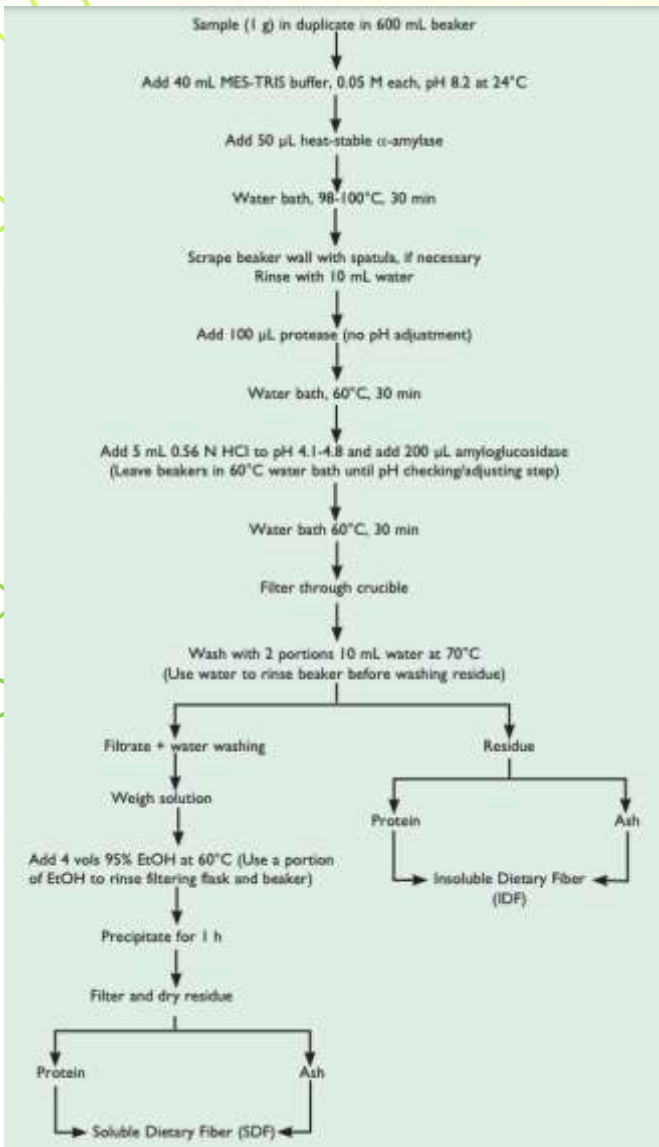 Sample (1 g) in duplicate in 600 mL beaker
Add 40 mL MES-TRIS buffer, 0.05 M each, pH 8.2 at 24°C
Add 50 µL heat-stable α-amylase
Water bath, 98-100°C, 30 min
Scrape beaker wall with spatula, if necessary
Rinse with 10 mL water
Add 100 µL protease (no pH adjustment)
Water bath, 60°C, 30 min
Add 5 mL 0.56 N HCl to pH 4.1-4.8 and add 200 µL amyloglucosidase
(Leave beakers in 60°C water bath until pH checking/adjusting step)
Water bath 60°C, 30 min
Filter through crucible
Wash with 2 portions 10 mL water at 70°C
(Use water to rinse beaker before washing residue)
Filtrate + water washing
Residue
Weigh solution
Protein
Ash
Add 4 vols 95% EtOH at 60°C (Use a portion
of EtOH to rinse filtering flask and beaker)
Insoluble Dietary Fiber
(IDF)
Precipitate for 1 h
Filter and dry residue
Protein
Ash
Soluble Dietary Fiber (SDF)